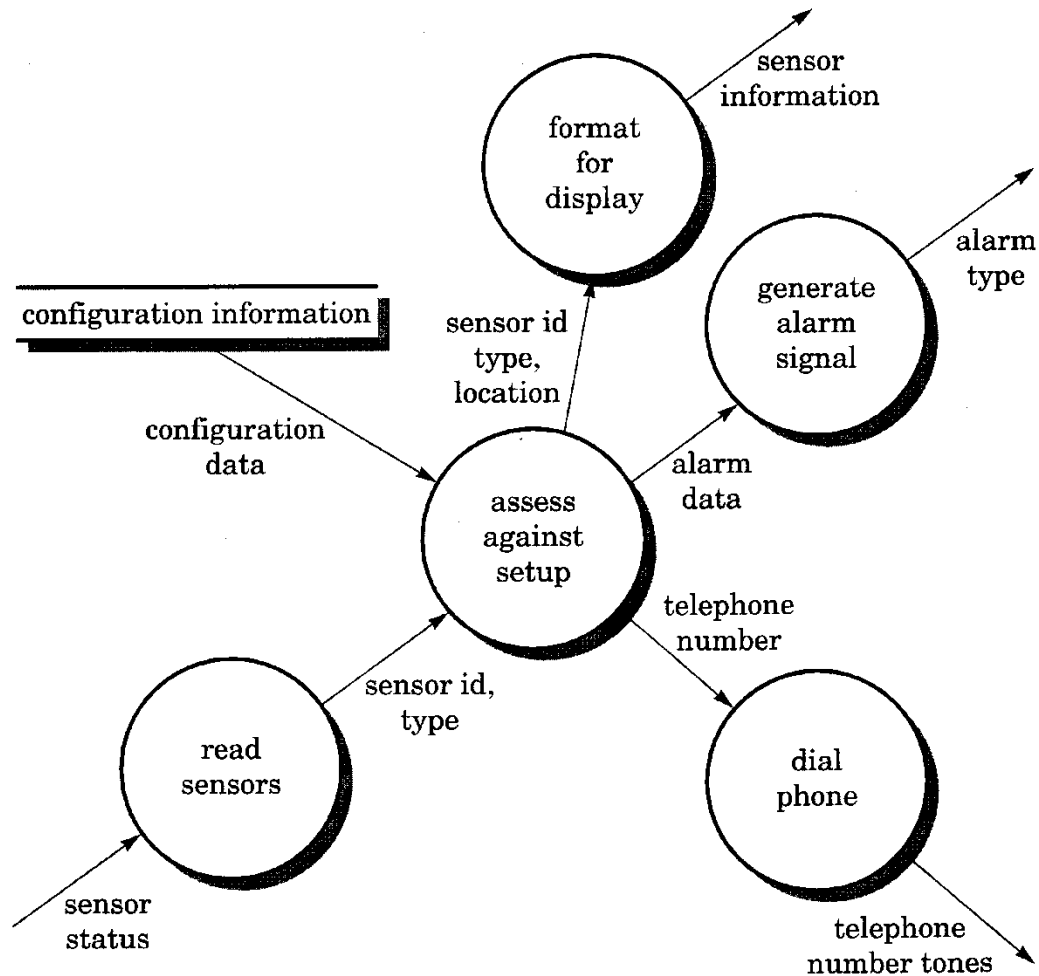 sensor
information
format
for
display
alarm
type
generate
alarm
signal
configuration information
sensor id
type,
location
configuration
data
alarm
data
assess
against
setup
telephone
number
sensor id,
type
read
sensors
dial
phone
sensor
status
telephone
number tones